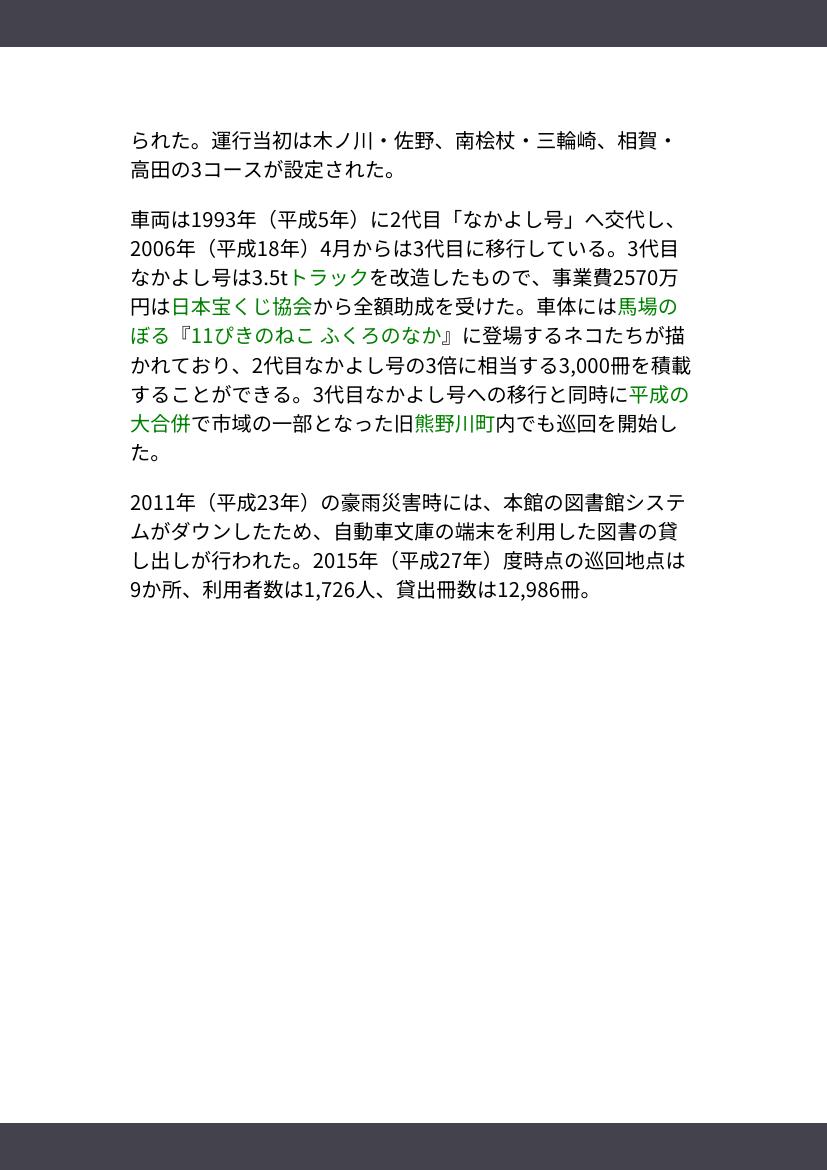 られた。運行当初は木ノ川・佐野、南桧杖・三輪崎、相賀・
高田の3コースが設定された。
車両は1993年（平成5年）に2代目「なかよし号」へ交代し、
2006年（平成18年）4月からは3代目に移行している。3代目
なかよし号は3.5tトラックを改造したもので、事業費2570万
円は日本宝くじ協会から全額助成を受けた。車体には馬場の
ぼる『11ぴきのねこ ふくろのなか』に登場するネコたちが描
かれており、2代目なかよし号の3倍に相当する3,000冊を積載
することができる。3代目なかよし号への移行と同時に平成の
大合併で市域の一部となった旧熊野川町内でも巡回を開始し
た。
2011年（平成23年）の豪雨災害時には、本館の図書館システ
ムがダウンしたため、自動車文庫の端末を利用した図書の貸
し出しが行われた。2015年（平成27年）度時点の巡回地点は
9か所、利用者数は1,726人、貸出冊数は12,986冊。